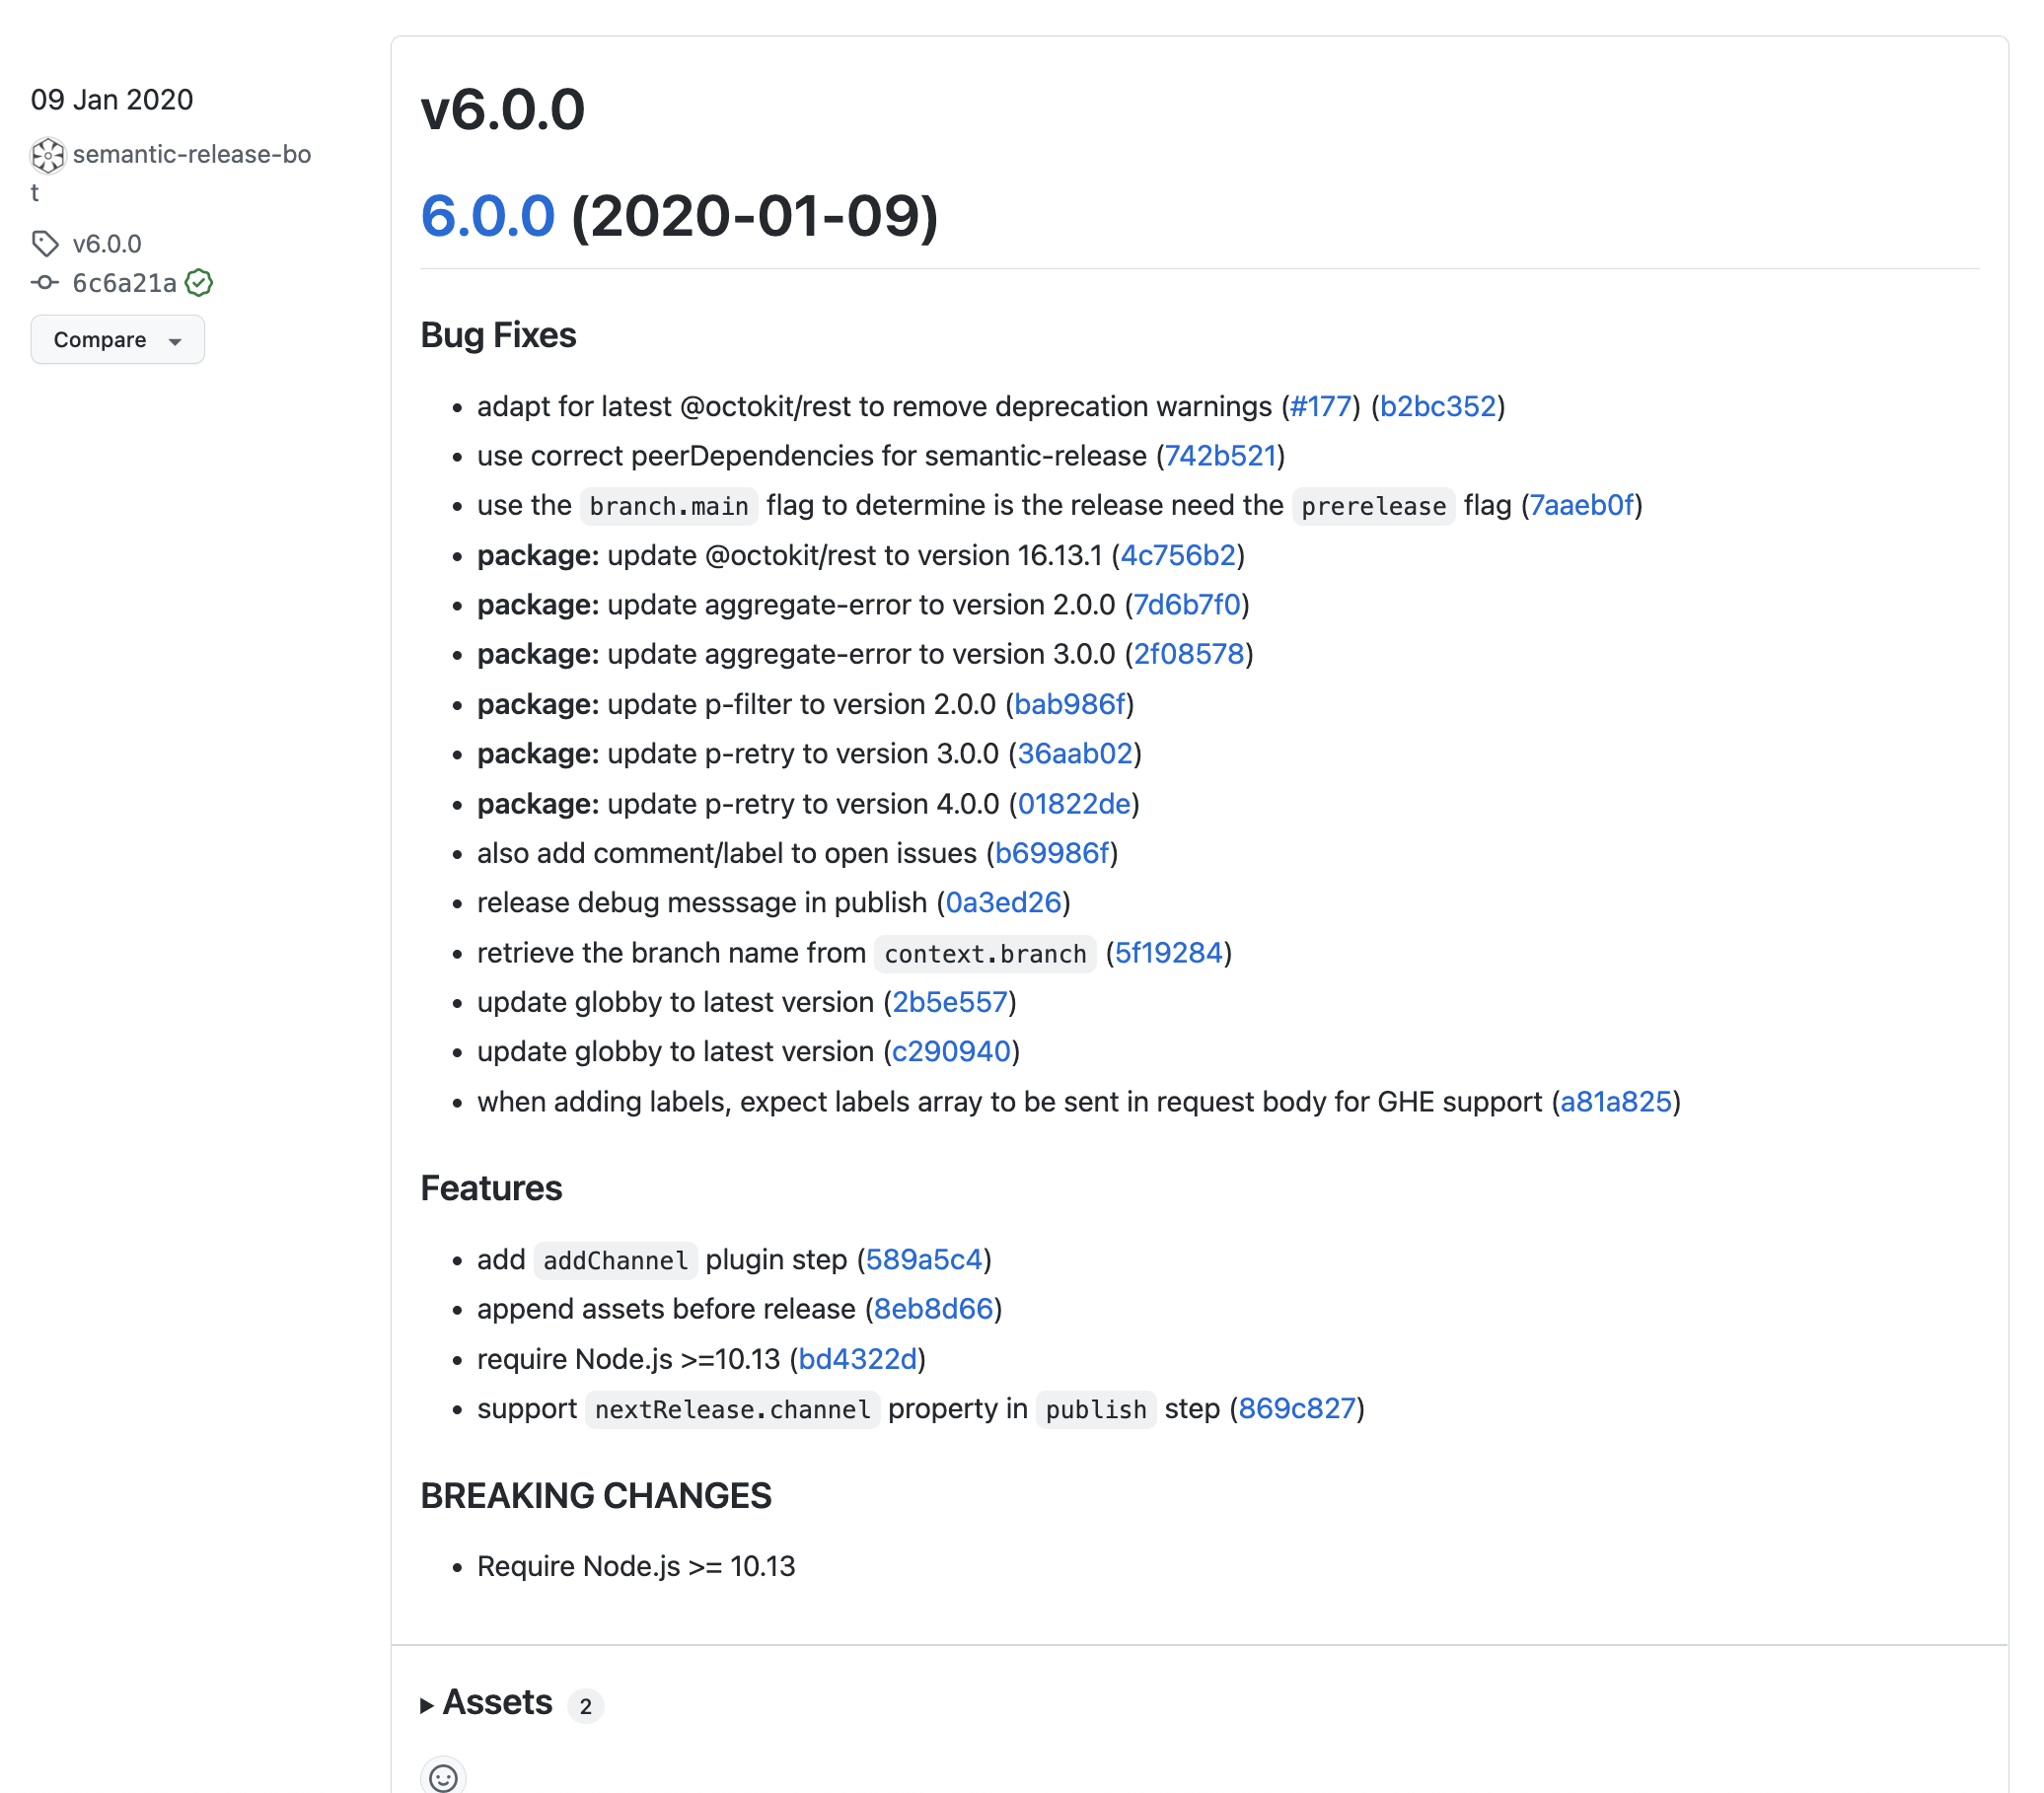 09 Jan 2020
semantic-release-bo
t
v6.0.0
6c6a21a
Compare
v6.0.0
6.0.0 (2020-01-09)
Bug Fixes
adapt for latest @octokit/rest to remove deprecation warnings (#177) (b2bc352)
use correct peerDependencies for semantic-release (742b521)
use the branch.main flag to determine is the release need the prerelease flag (7aaeb0f)
package: update @octokit/rest to version 16.13.1 (4c756b2)
package: update aggregate-error to version 2.0.0 (7d6b7f0)
package: update aggregate-error to version 3.0.0 (2f08578)
package: update p-filter to version 2.0.0 (bab986f)
package: update p-retry to version 3.0.0 (36aab02)
package: update p-retry to version 4.0.0 (01822de)
also add comment/label to open issues (b69986f)
release debug messsage in publish (0a3ed26)
retrieve the branch name from context.branch (5f19284)
update globby to latest version (2b5e557)
update globby to latest version (c290940)
when adding labels, expect labels array to be sent in request body for GHE support (a81a825)
Features
add addChannel plugin step (589a5c4)
append assets before release (8eb8d66)
require Node.js >=10.13 (bd4322d)
support nextRelease.channel property in publish step (869c827)
BREAKING CHANGES
Require Node.js >= 10.13
Assets 2